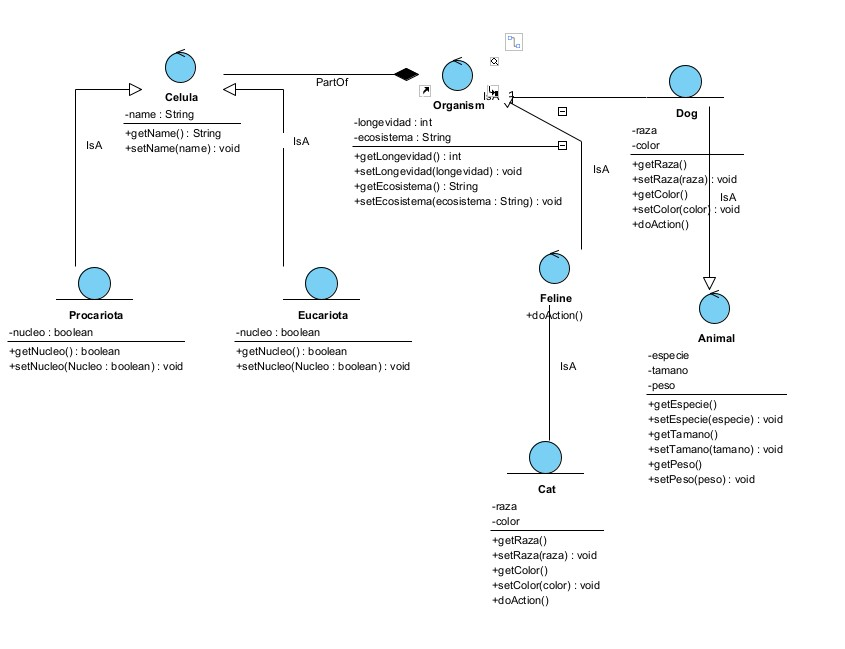 Celula
-name : String
+getName() : String
+setName(name) : void
PartOf
Organism
-longevidad : int
-ecosistema : String
+getLongevidad() : int
+setLongevidad(longevidad) : void
+getEcosistema() : String
+setEcosistema(ecosistema : String) : void
IsA
Dog
-raza
-color
+getRaza()
+setRaza(raza) : void
+getColor()
+setColor(color) : void
+doAction()
IsA
IsA
IsA
IsA
Procariota
-nucleo : boolean
+getNucleo() : boolean
+setNucleo(Nucleo : boolean) : void
Eucariota
-nucleo : boolean
+getNucleo() : boolean
+setNucleo(Nucleo : boolean) : void
Feline
+doAction()
IsA
Animal
-especie
-tamano
-peso
+getEspecie()
+setEspecie(especie) : void
+getTamano()
+setTamano(tamano) : void
+getPeso()
+setPeso(peso) : void
Cat
-raza
-color
+getRaza()
+setRaza(raza) : void
+getColor()
+setColor(color) : void
+doAction()